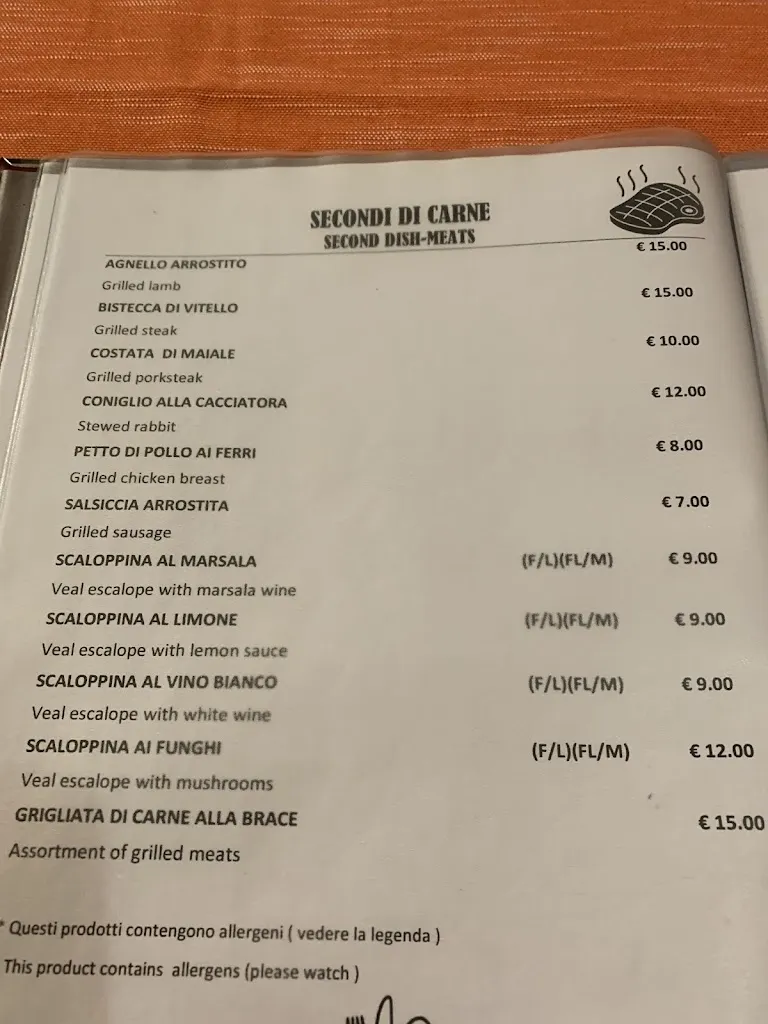 SECONDI DI CARNE
SECOND DISH-MEATS
AGNELLO ARROSTITO € 15.00
Grilled lamb
BISTECCA DI VITELLO € 15.00
Grilled steak
COSTATA DI MAIALE € 10.00
Grilled porksteak
CONIGLIO ALLA CACCIATORA € 12.00
Stewed rabbit
PETTO DI POLLO AI FERRI € 8.00
Grilled chicken breast
SALSICCIA ARROSTITA € 7.00
Grilled sausage
SCALOPPINA AL MARSALA (F/L)(FL/M) € 9.00
Veal escalope with marsala wine
SCALOPPINA AL LIMONE (F/L)(FL/M) € 9.00
Veal escalope with lemon sauce
SCALOPPINA AL VINO BIANCO (F/L)(FL/M) € 9.00
Veal escalope with white wine
SCALOPPINA AI FUNGHI (F/L)(FL/M) € 12.00
Veal escalope with mushrooms
GRIGLIATA DI CARNE ALLA BRACE € 15.00
Assortment of grilled meats
* Questi prodotti contengono allergeni ( vedere la legenda )
This product contains allergens (please watch )